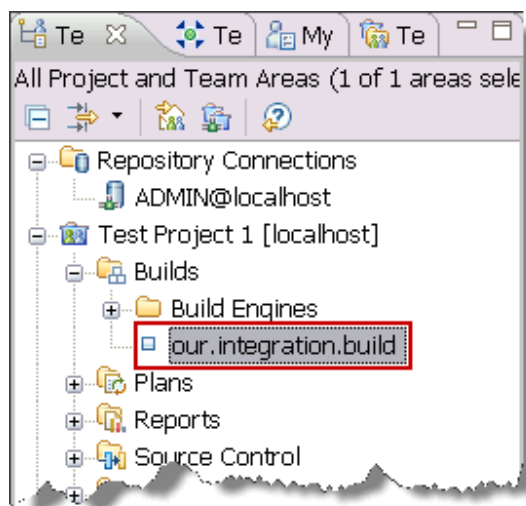 Te Te My Te
All Project and Team Areas (1 of 1 areas sele
Repository Connections
ADMIN@localhost
Test Project 1 [localhost]
Builds
Build Engines
our.integration.build
Plans
Reports
Source Control